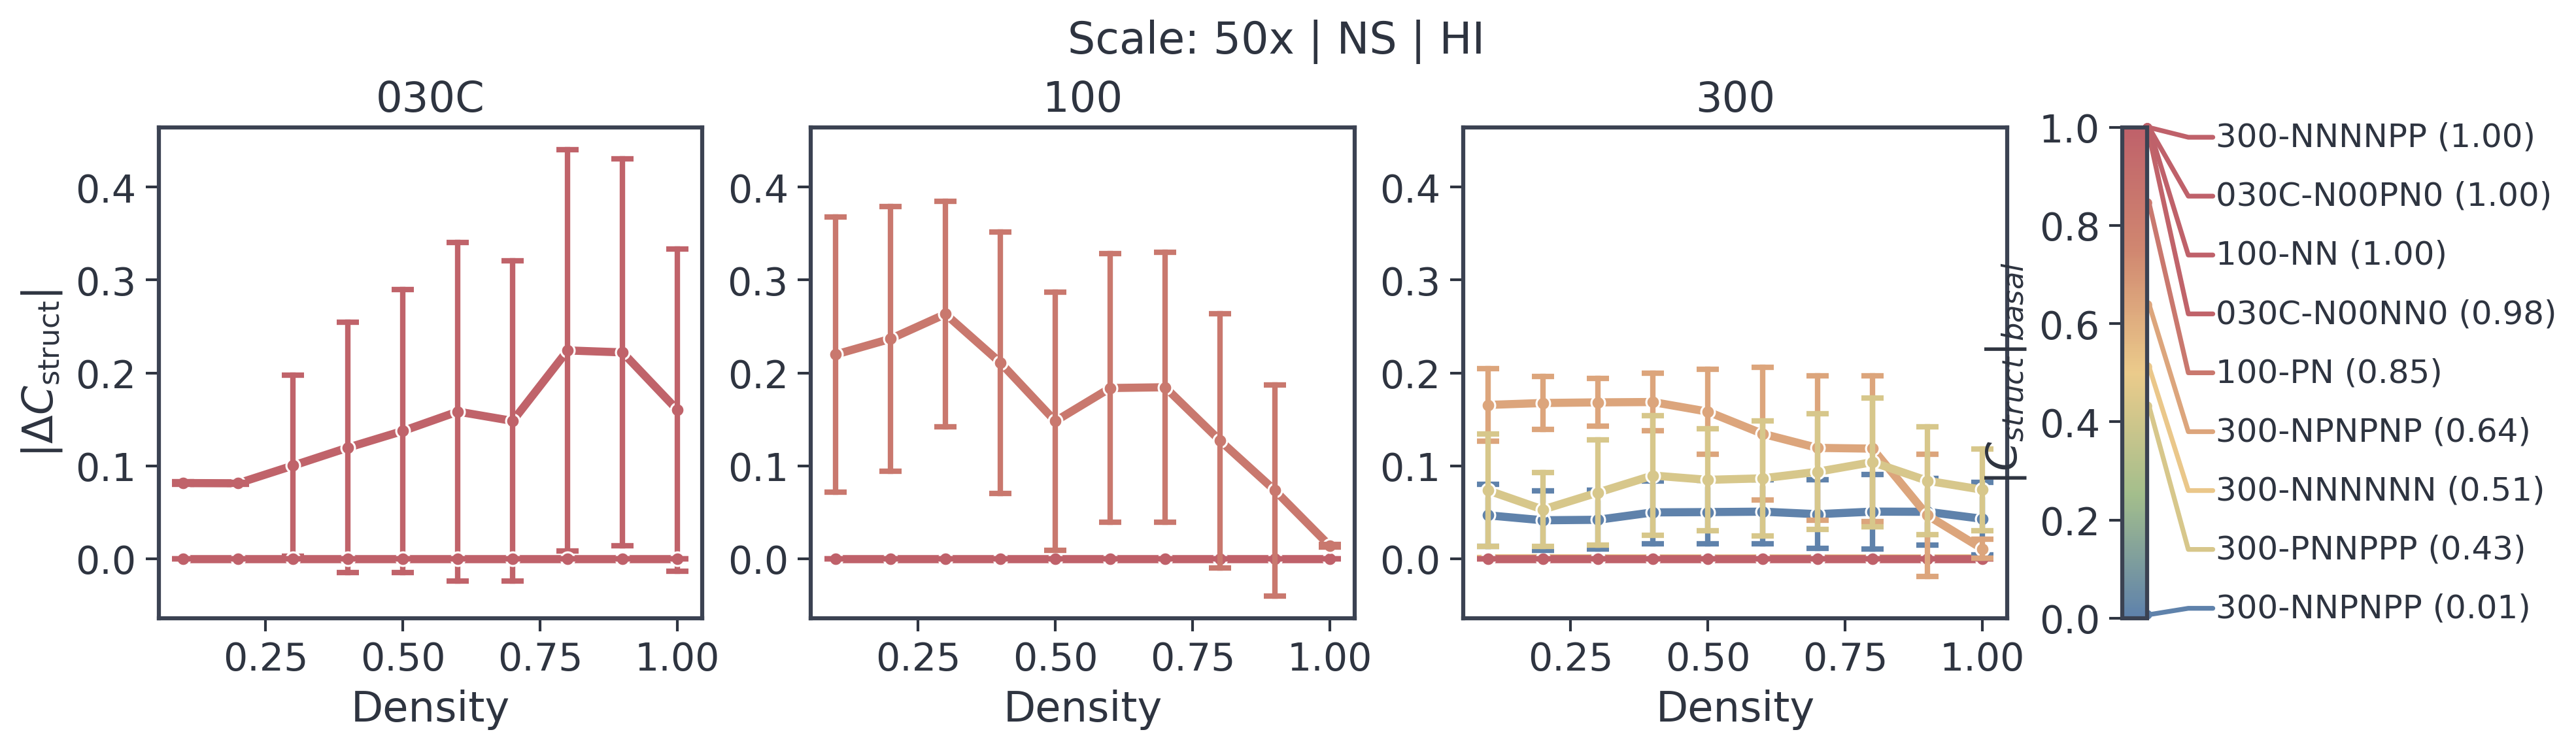 Scale: 50x | NS | HI
030C
100
300
|ΔC_struct|
0.4
0.3
0.2
0.1
0.0
0.25 0.50 0.75 1.00
Density
0.4
0.3
0.2
0.1
0.0
0.25 0.50 0.75 1.00
Density
0.4
0.3
0.2
0.1
0.0
0.25 0.50 0.75 1.00
Density
|C_struct|_basal
1.0
0.8
0.6
0.4
0.2
0.0
300-NNNNPP (1.00)
030C-N00PN0 (1.00)
100-NN (1.00)
030C-N00NN0 (0.98)
100-PN (0.85)
300-NPNPNP (0.64)
300-NNNNNN (0.51)
300-PNNPPP (0.43)
300-NNPNPP (0.01)